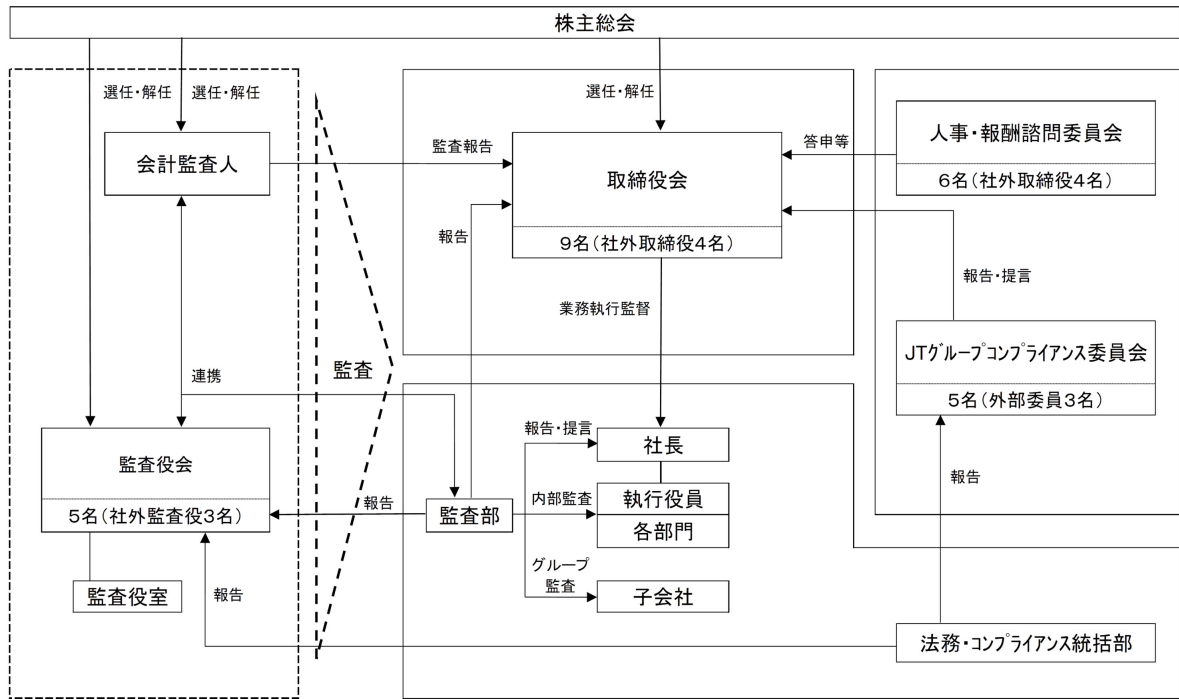 株主総会
選任・解任
選任・解任
選任・解任
会計監査人
監査報告
取締役会
9名(社外取締役4名)
答申等
人事・報酬諮問委員会
6名(社外取締役4名)
報告
報告・提言
業務執行監督
JTグループコンプライアンス委員会
5名(外部委員3名)
監査
連携
監査役会
5名(社外監査役3名)
監査役室
報告
監査部
報告・提言
社長
内部監査
執行役員
各部門
グループ
監査
子会社
報告
報告
法務・コンプライアンス統括部